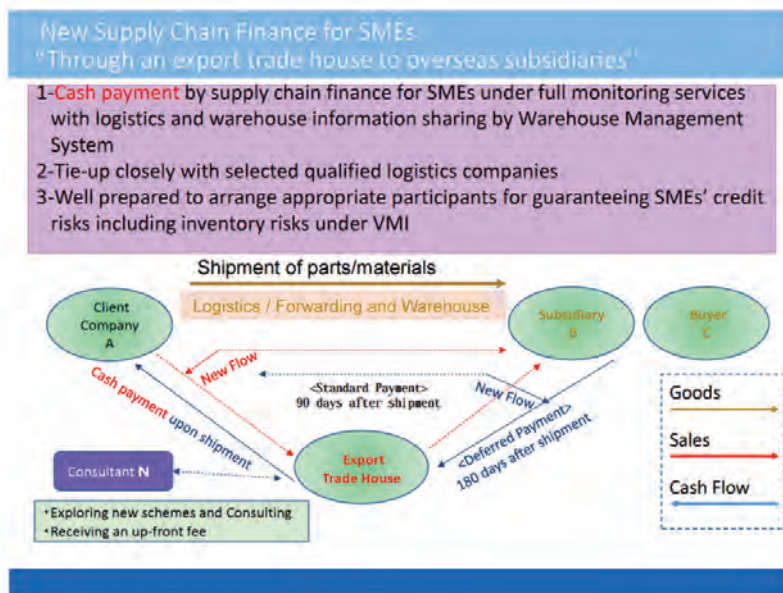 New Supply Chain Finance for SMEs
"Through an export trade house to overseas subsidiaries"
1-Cash payment by supply chain finance for SMEs under full monitoring services
with logistics and warehouse information sharing by Warehouse Management
System
2-Tie-up closely with selected qualified logistics companies
3-Well prepared to arrange appropriate participants for guaranteeing SMEs' credit
risks including inventory risks under VMI
Shipment of parts/materials
Logistics / Forwarding and Warehouse
Client
Company
A
Subsidiary
B
Buyer
C
New Flow
<Standard Payment>
90 days after shipment
New Flow
Cash payment upon shipment
<Deferred Payment>
180 days after shipment
Goods
Sales
Cash Flow
Export
Trade House
Consultant N
•Exploring new schemes and Consulting
•Receiving an up-front fee